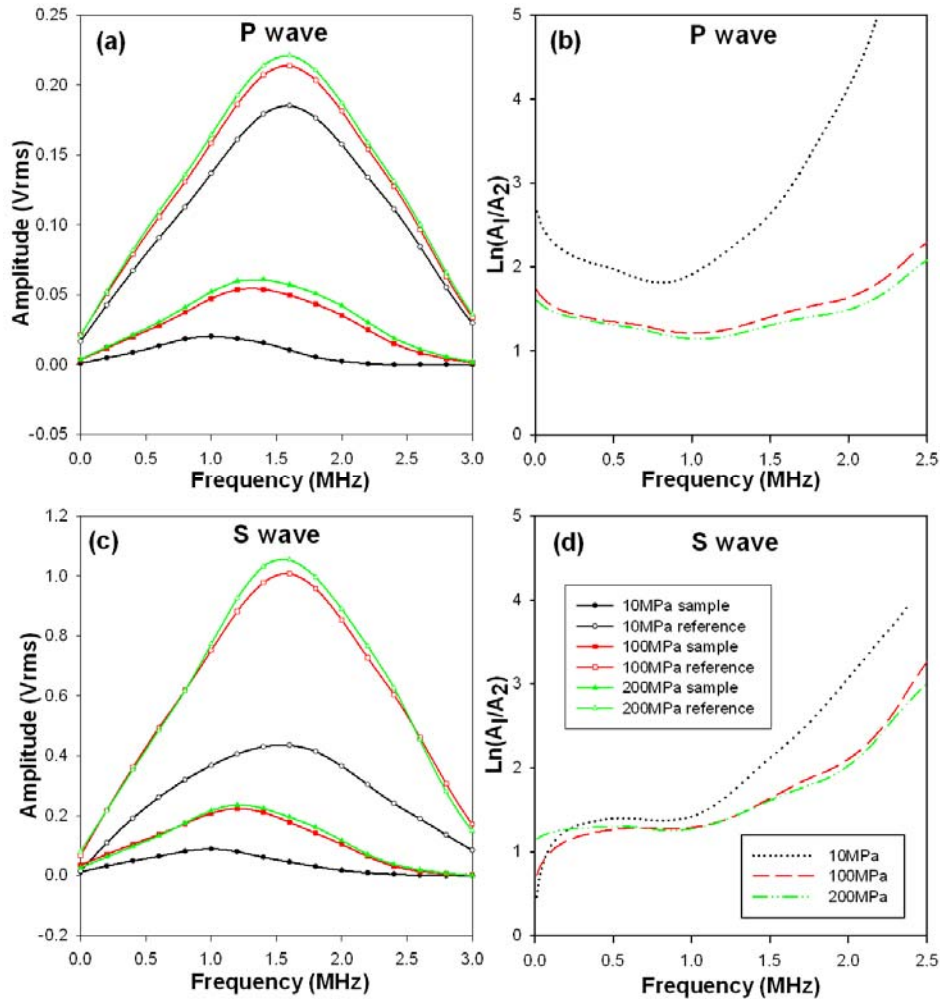 (a)
P wave
0.25
0.20
0.15
0.10
0.05
0.00
-0.05
Amplitude (Vrms)
0.0 0.5 1.0 1.5 2.0 2.5 3.0
Frequency (MHz)
(b)
P wave
5
4
3
2
1
0
Ln(A₁/A₂)
0.0 0.5 1.0 1.5 2.0 2.5
Frequency (MHz)
(c)
S wave
1.2
1.0
0.8
0.6
0.4
0.2
0.0
-0.2
Amplitude (Vrms)
0.0 0.5 1.0 1.5 2.0 2.5 3.0
Frequency (MHz)
(d)
S wave
5
4
3
2
1
0
Ln(A₁/A₂)
10MPa sample
10MPa reference
100MPa sample
100MPa reference
200MPa sample
200MPa reference
10MPa
100MPa
200MPa
0.0 0.5 1.0 1.5 2.0 2.5
Frequency (MHz)